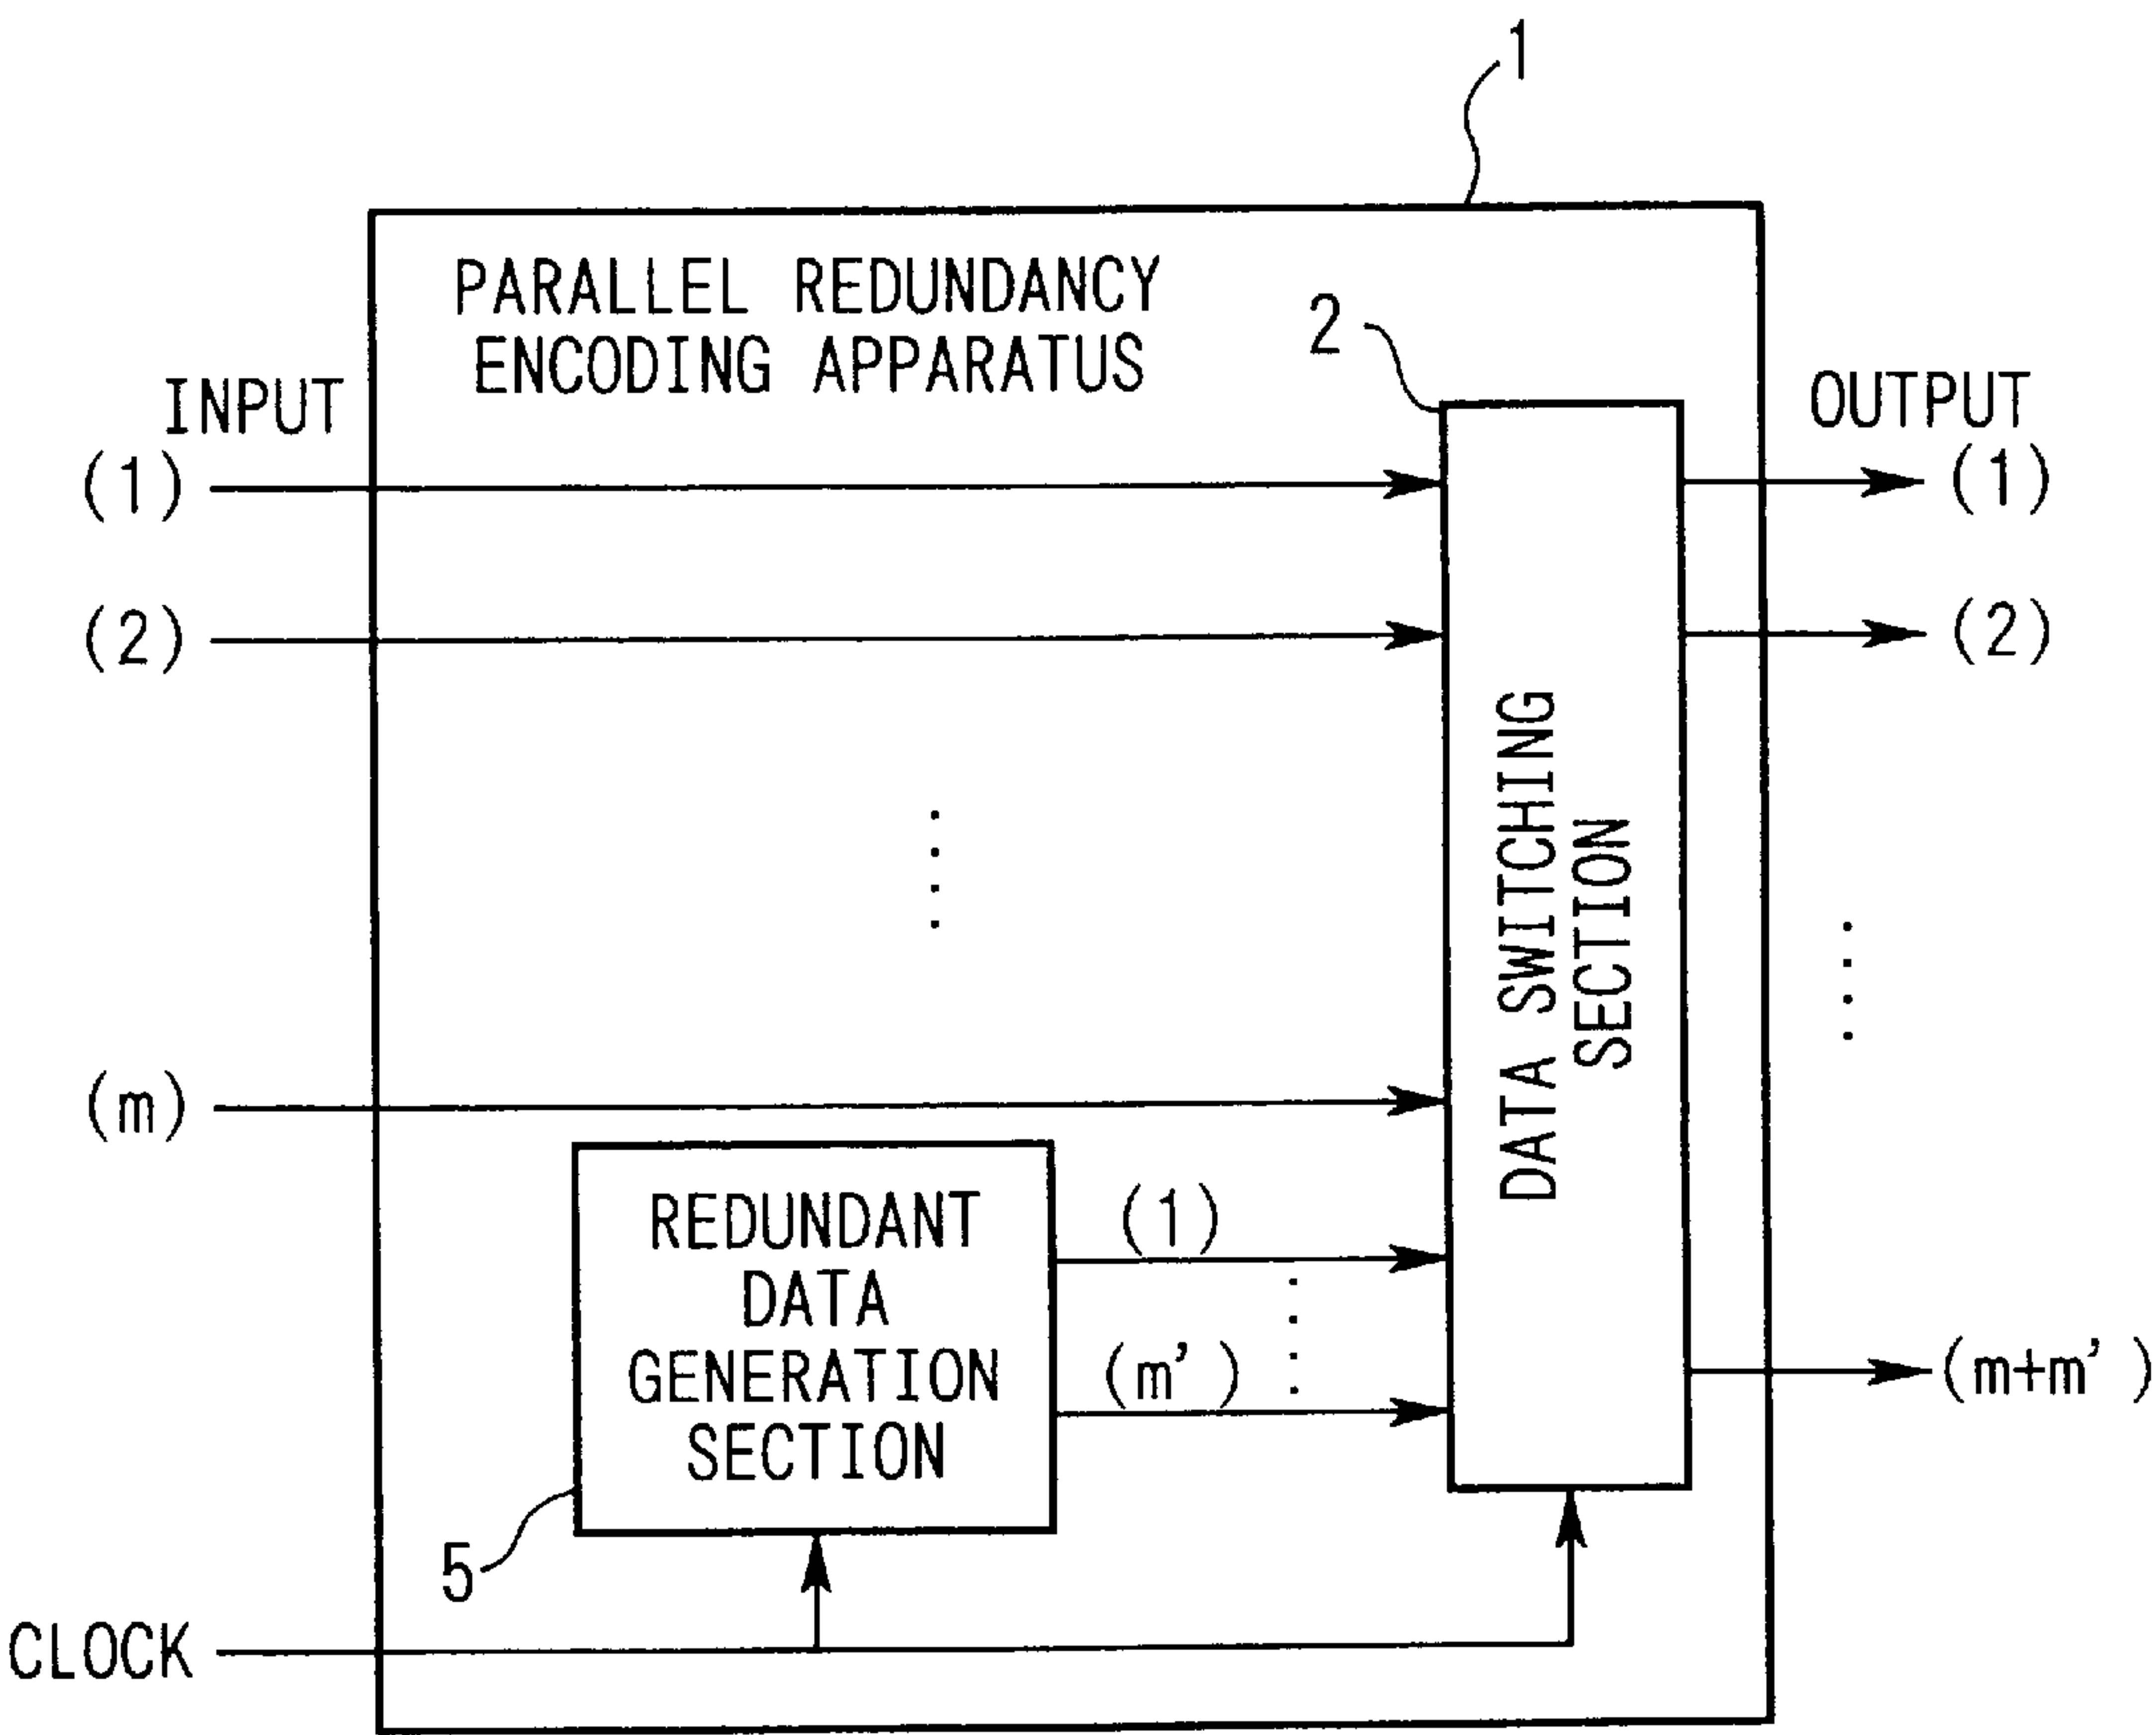 1
PARALLEL REDUNDANCY
ENCODING APPARATUS
2
INPUT
OUTPUT
(1)
(1)
(2)
(2)
DATA SWITCHING
SECTION
(m)
REDUNDANT
DATA
GENERATION
SECTION
(1)
(m')
(m+m')
5
CLOCK